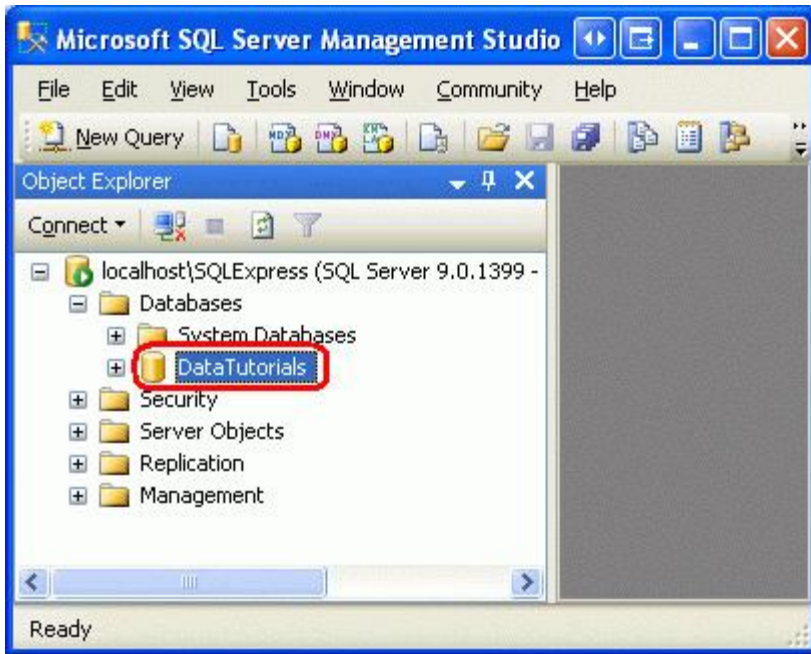 Microsoft SQL Server Management Studio
File Edit View Tools Window Community Help
New Query
Object Explorer
Connect
localhost\SQLExpress (SQL Server 9.0.1399 -
Databases
System Databases
DataTutorials
Security
Server Objects
Replication
Management
Ready